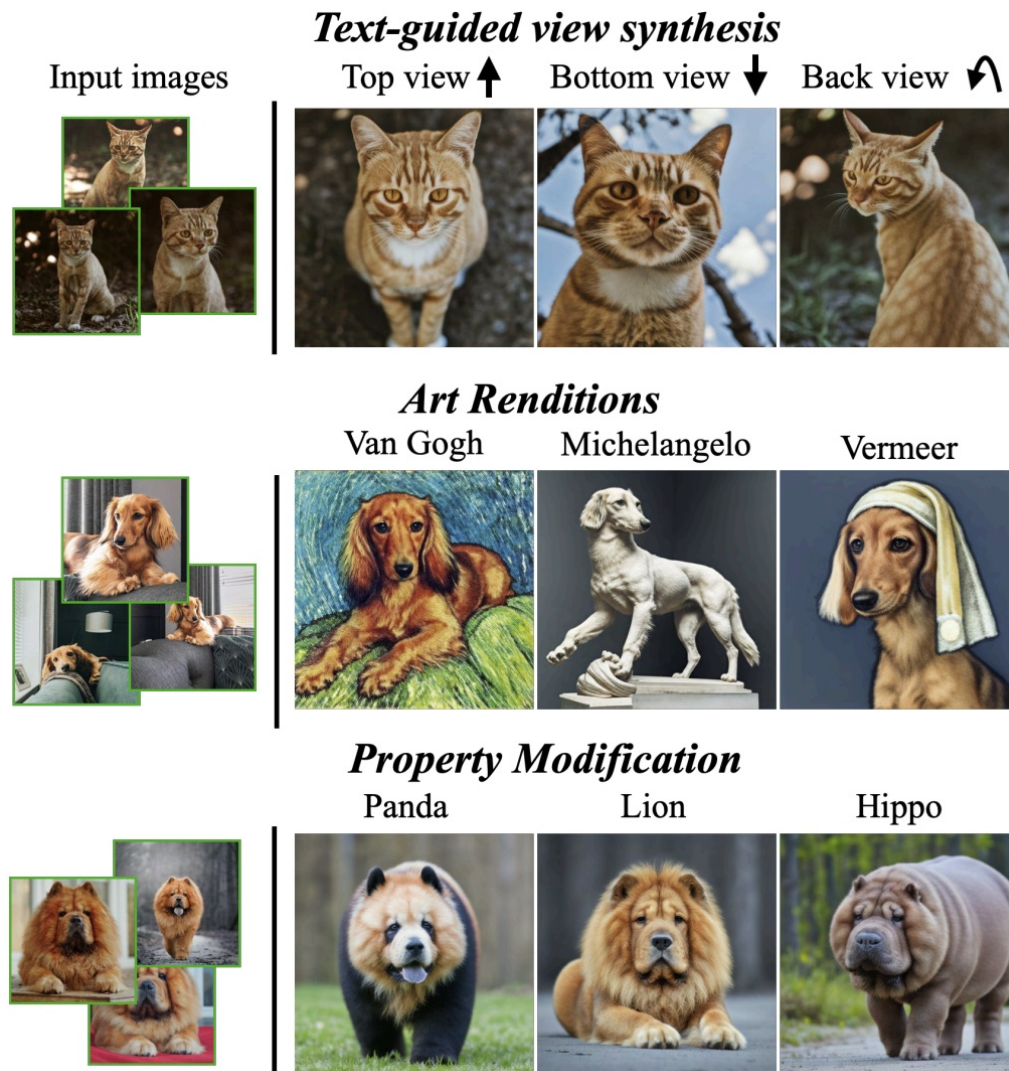 Text-guided view synthesis
Input images
Top view
Bottom view
Back view
Art Renditions
Van Gogh
Michelangelo
Vermeer
Property Modification
Panda
Lion
Hippo